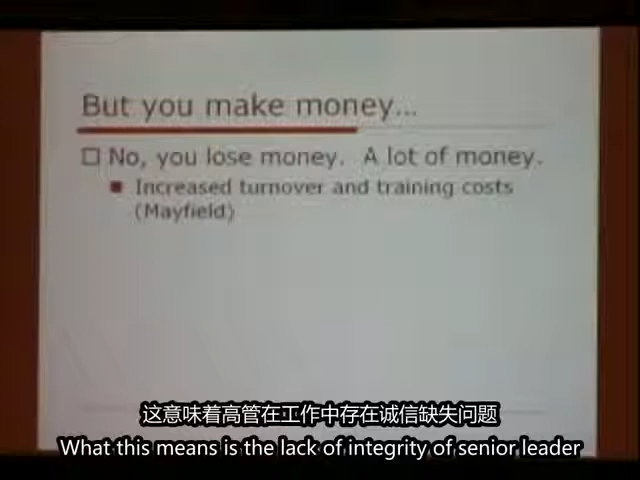 But you make money...
No, you lose money. A lot of money.
Increased turnover and training costs
(Mayfield)
这意味着高管在工作中存在诚信缺失问题
What this means is the lack of integrity of senior leader